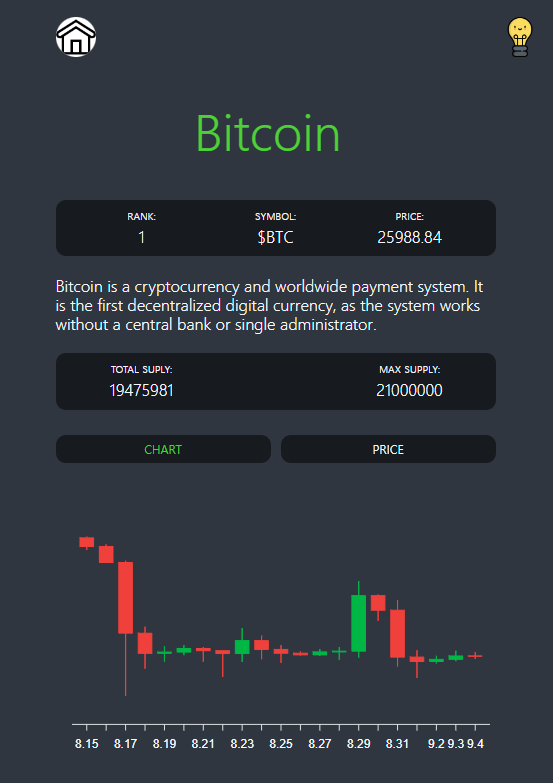 Bitcoin
RANK: SYMBOL: PRICE:
1 $BTC 25988.84
Bitcoin is a cryptocurrency and worldwide payment system. It
is the first decentralized digital currency, as the system works
without a central bank or single administrator.
TOTAL SUPLY: MAX SUPPLY:
19475981 21000000
CHART PRICE
8.15 8.17 8.19 8.21 8.23 8.25 8.27 8.29 8.31 9.2 9.3 9.4